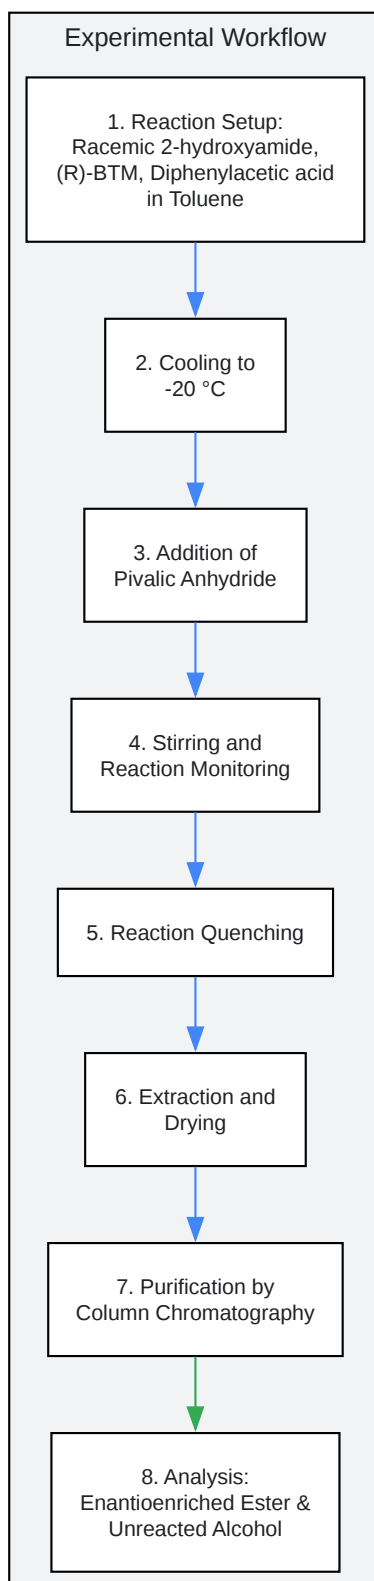 Experimental Workflow
1. Reaction Setup:
Racemic 2-hydroxyamide,
(R)-BTM, Diphenylacetic acid
in Toluene
2. Cooling to
-20 °C
3. Addition of
Pivalic Anhydride
4. Stirring and
Reaction Monitoring
5. Reaction Quenching
6. Extraction and
Drying
7. Purification by
Column Chromatography
8. Analysis:
Enantioenriched Ester &
Unreacted Alcohol